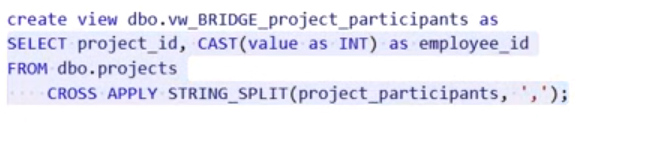 create view dbo.vw_BRIDGE_project_participants as
SELECT project_id, CAST(value as INT) as employee_id
FROM dbo.projects
CROSS APPLY STRING_SPLIT(project_participants, ',');